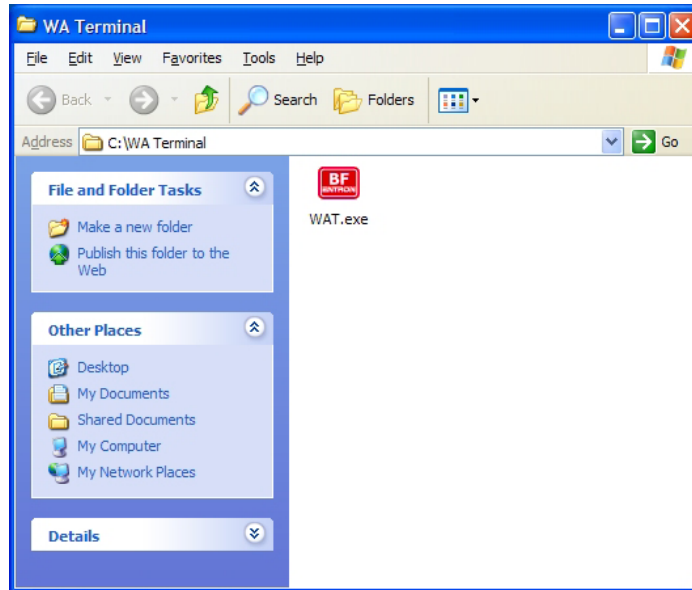 WA Terminal
File Edit View Favorites Tools Help
Back Search Folders
Address C:\WA Terminal Go
File and Folder Tasks
Make a new folder
Publish this folder to the
Web
Other Places
Desktop
My Documents
Shared Documents
My Computer
My Network Places
Details
BF
ENTRON
WAT.exe